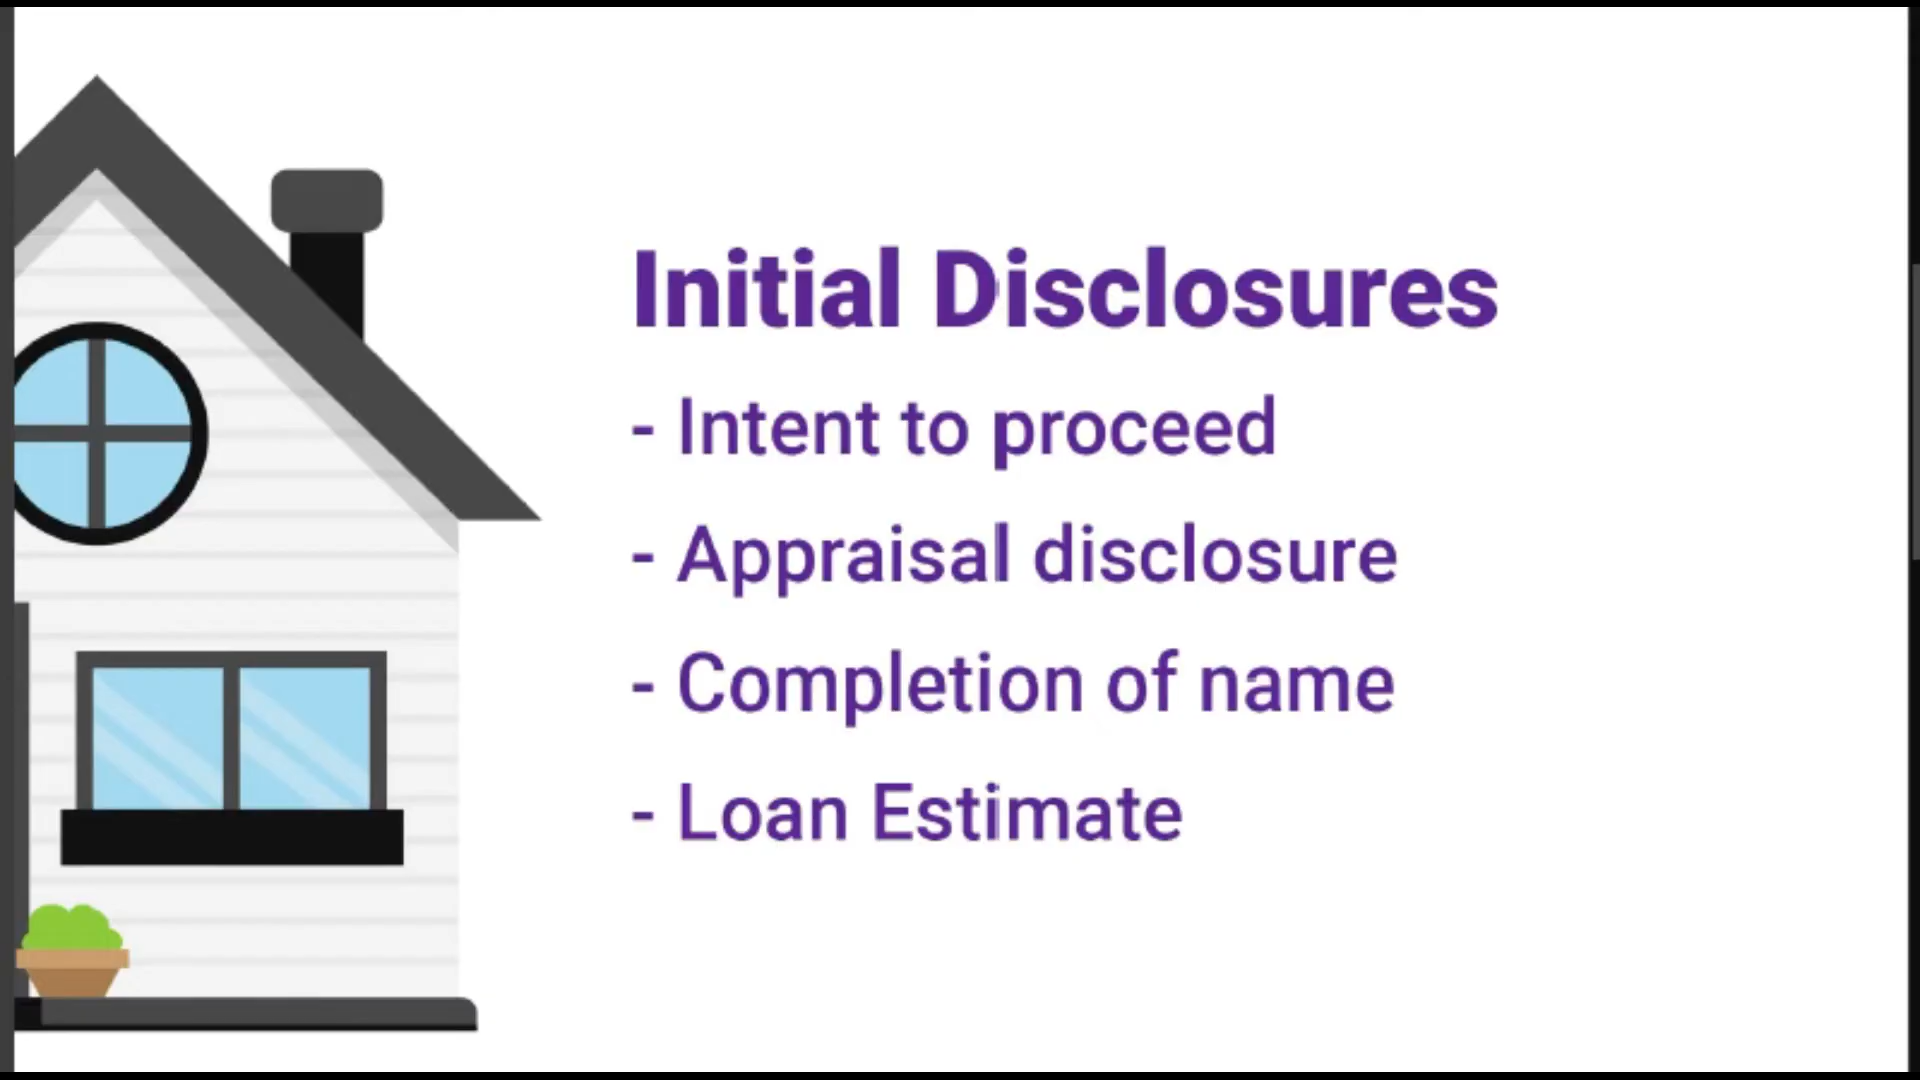 Initial Disclosures
- Intent to proceed
- Appraisal disclosure
- Completion of name
- Loan Estimate